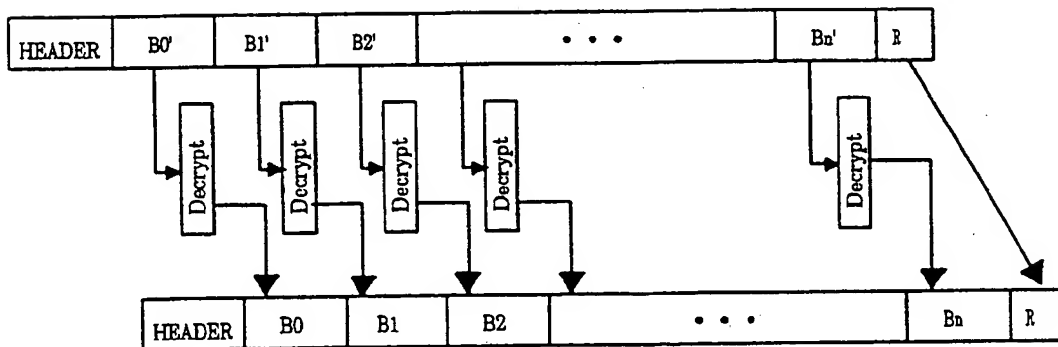 HEADER B0' B1' B2' • • • Bn' R
Decrypt Decrypt Decrypt Decrypt Decrypt
HEADER B0 B1 B2 • • • Bn R